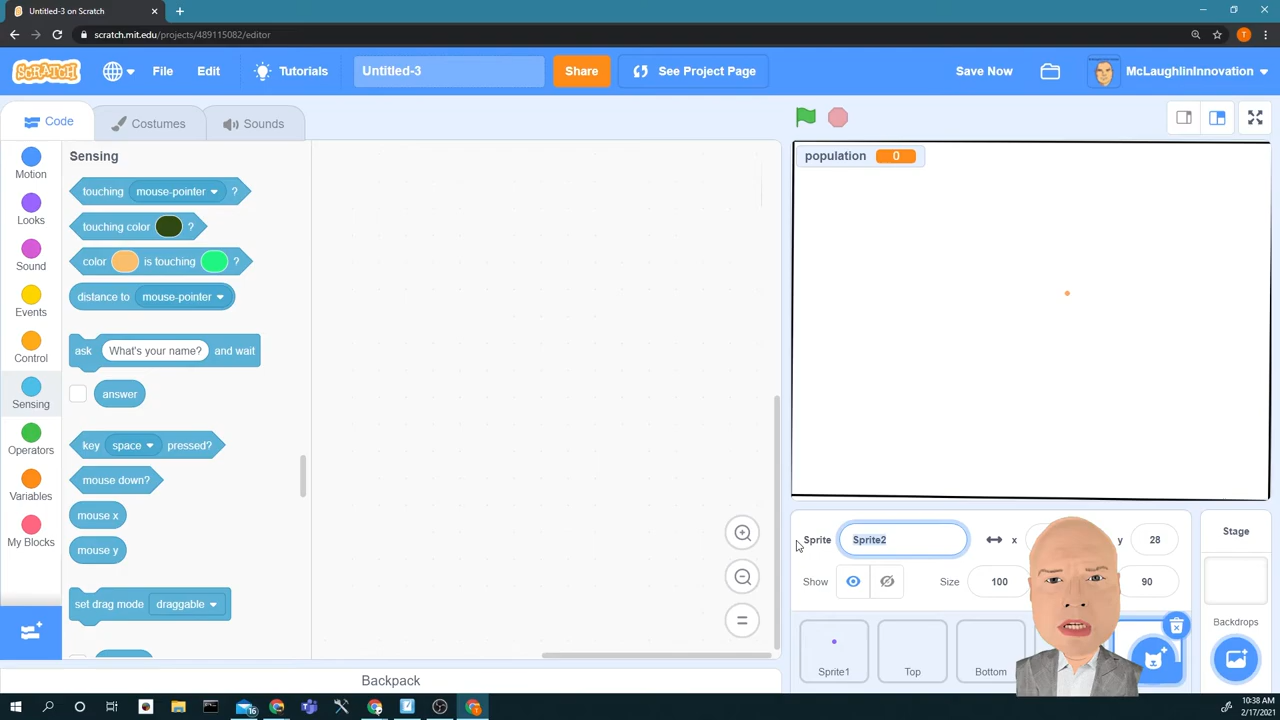 Untitled-3 on Scratch
scratch.mit.edu/projects/489115082/editor
T
SCRATCH
File
Edit
Tutorials
Untitled-3
Share
See Project Page
Save Now
McLaughlinInnovation
Code
Costumes
Sounds
Motion
Looks
Sound
Events
Control
Sensing
Operators
Variables
My Blocks
Sensing
touching mouse-pointer ?
touching color ?
color is touching ?
distance to mouse-pointer
ask What's your name? and wait
answer
key space pressed?
mouse down?
mouse x
mouse y
set drag mode draggable
Backpack
population 0
Sprite Sprite2 x y 28
Show Size 100 90
Sprite1
Top
Bottom
Stage
Backdrops
16
10:38 AM
2/17/2021